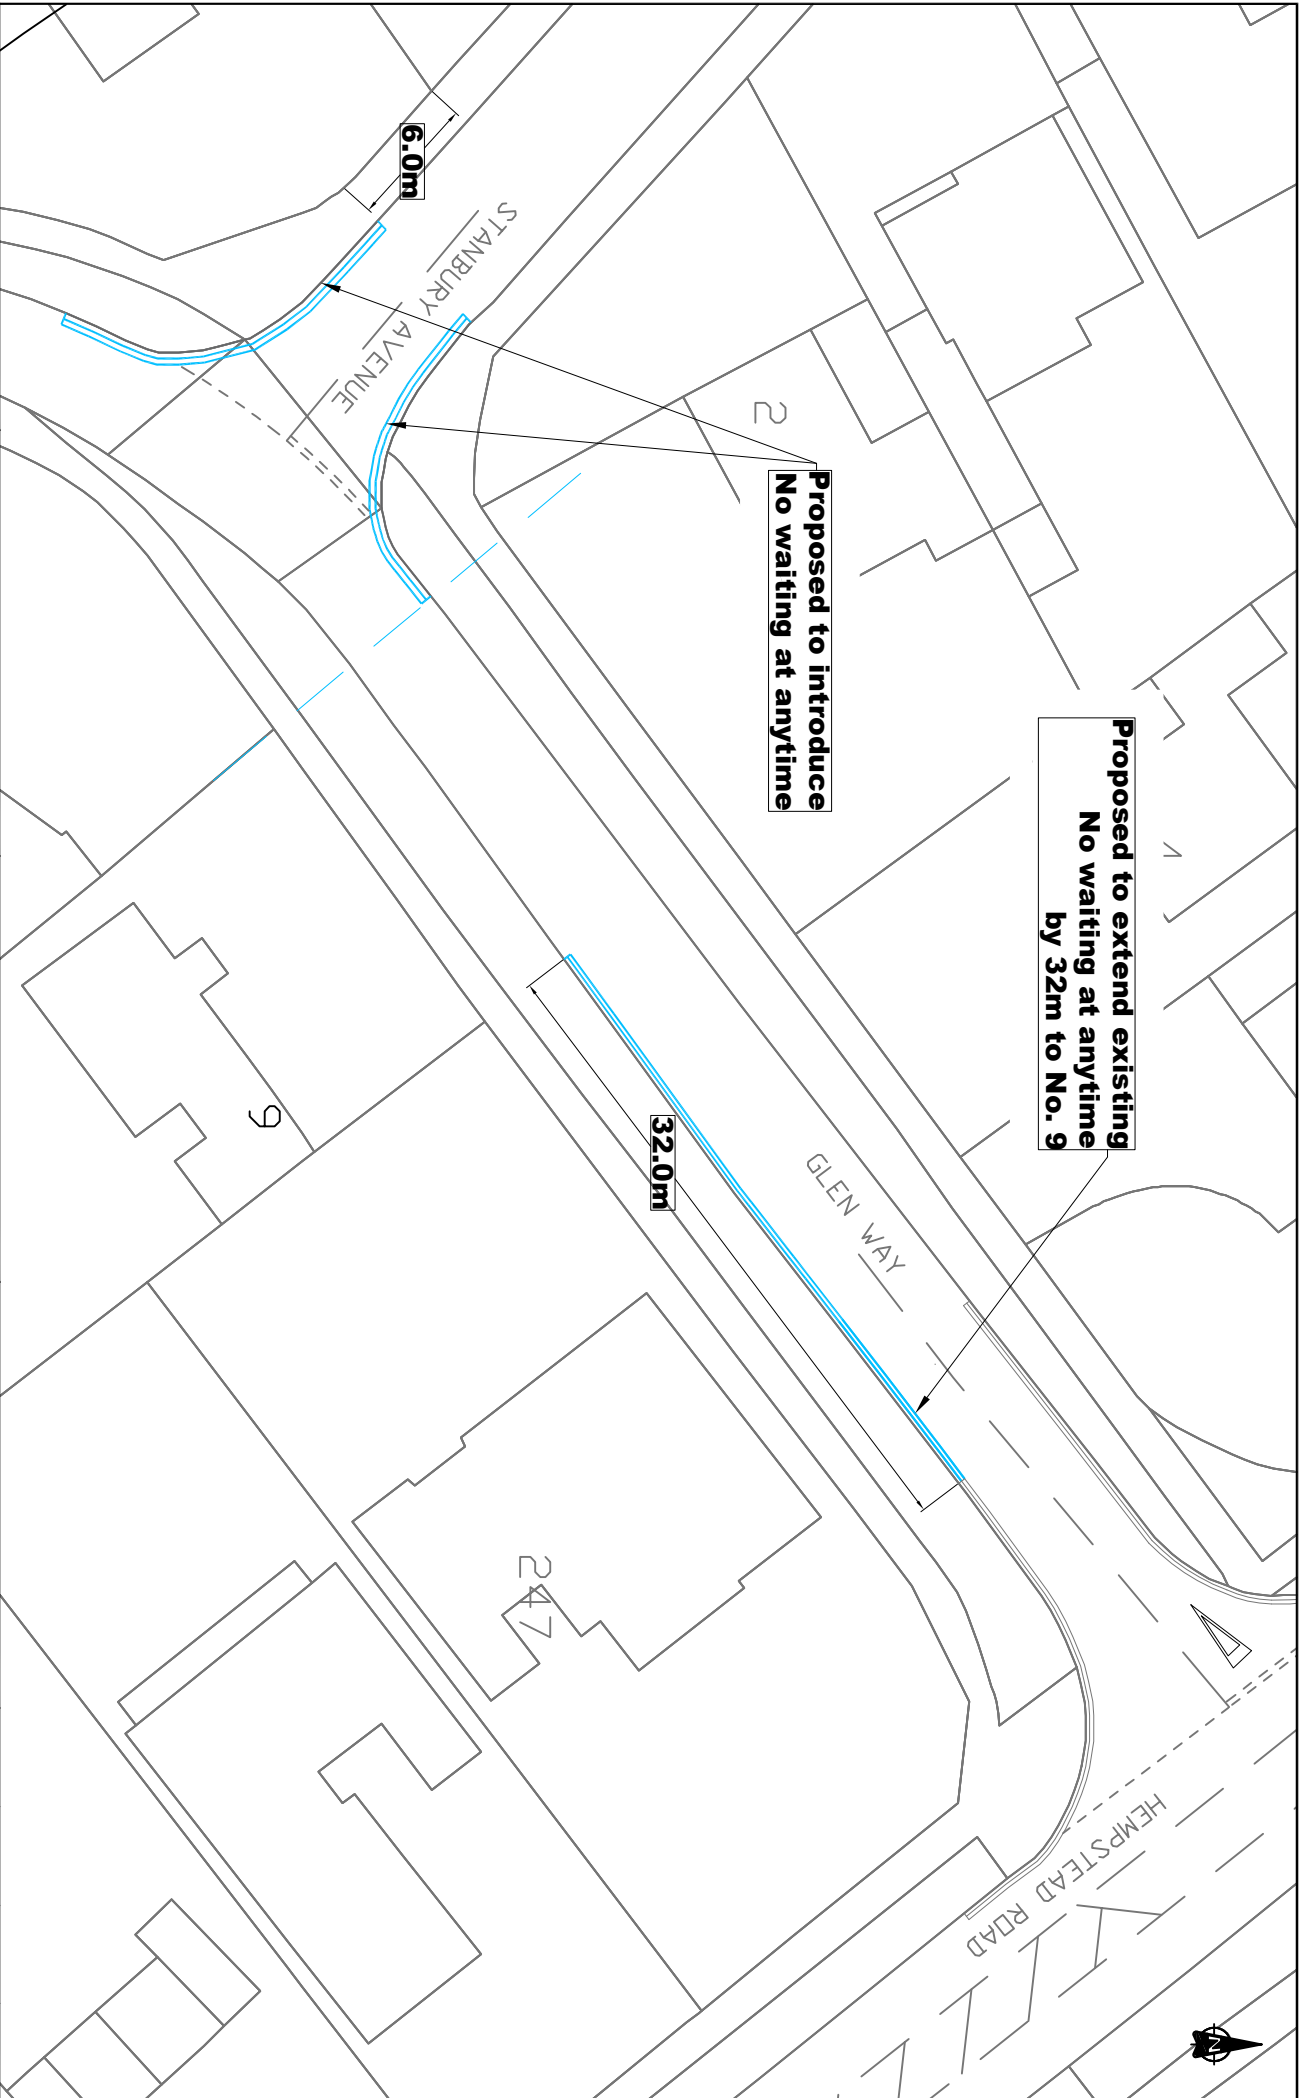 Proposed to extend existing
No waiting at anytime
by 32m to No. 9
Proposed to introduce
No waiting at anytime
6.0m
STANBURY AVENUE
2
32.0m
GLEN WAY
9
247
HEMPSTEAD ROAD
N